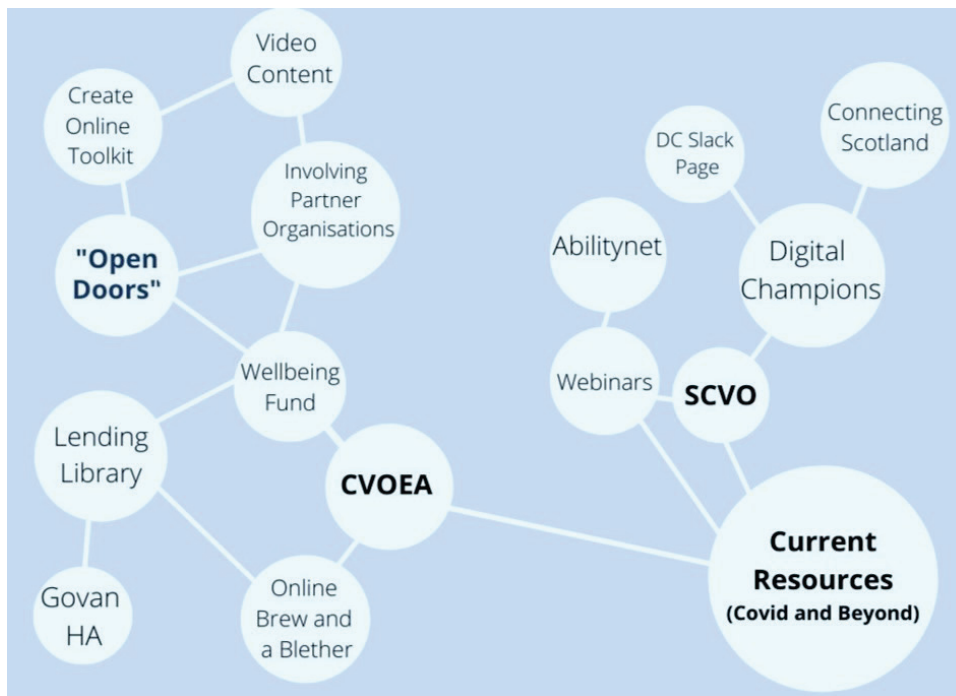 Video
Content
Create
Online
Toolkit
Connecting
Scotland
DC Slack
Page
Involving
Partner
Organisations
"Open
Doors"
Abilitynet
Digital
Champions
Wellbeing
Fund
Webinars
SCVO
Lending
Library
CVOEA
Current
Resources
(Covid and Beyond)
Govan
HA
Online
Brew and
a Blether